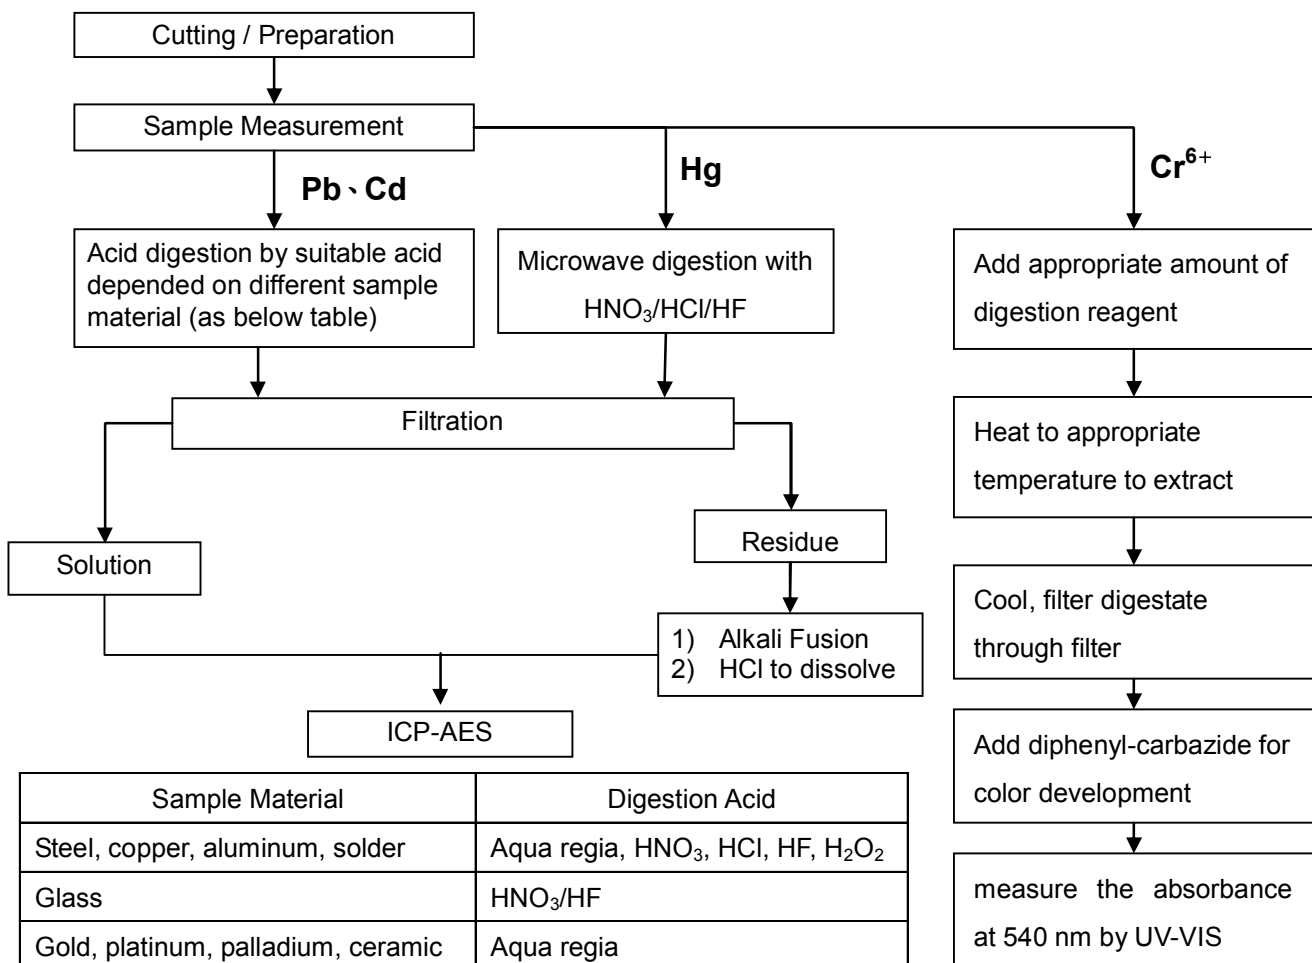 Cutting / Preparation
Sample Measurement
Pb、Cd
Hg
Cr⁶⁺
Acid digestion by suitable acid
depended on different sample
material (as below table)
Microwave digestion with
HNO₃/HCl/HF
Add appropriate amount of
digestion reagent
Filtration
Heat to appropriate
temperature to extract
Solution
Residue
1) Alkali Fusion
2) HCl to dissolve
Cool, filter digestate
through filter
ICP-AES
Add diphenyl-carbazide for
color development
Sample Material Digestion Acid
Steel, copper, aluminum, solder Aqua regia, HNO₃, HCl, HF, H₂O₂
Glass HNO₃/HF
Gold, platinum, palladium, ceramic Aqua regia
measure the absorbance
at 540 nm by UV-VIS